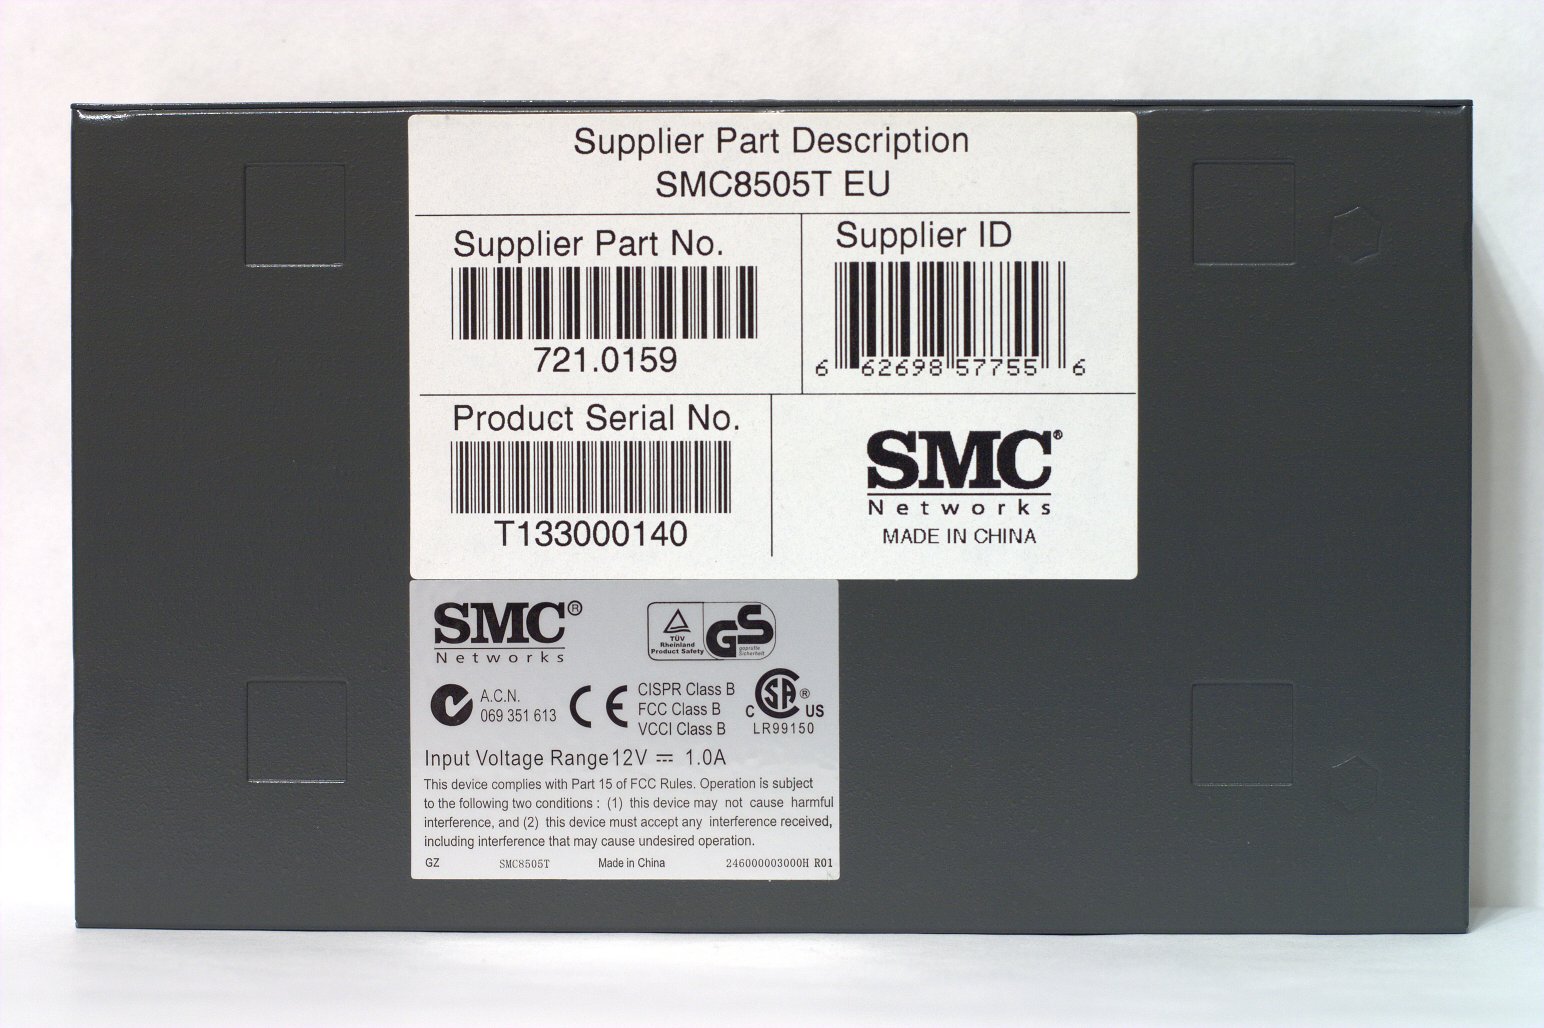 Supplier Part Description
SMC8505T EU
Supplier Part No.
721.0159
Supplier ID
6 62698 57755 6
Product Serial No.
T133000140
SMC®
Networks
MADE IN CHINA
SMC®
Networks
TÜV
Rheinland
Product Safety
GS
geprüfte
Sicherheit
A.C.N.
069 351 613
CE
CISPR Class B
FCC Class B
VCCI Class B
C SA ® US
LR99150
Input Voltage Range 12V ⎓ 1.0A
This device complies with Part 15 of FCC Rules. Operation is subject
to the following two conditions : (1) this device may not cause harmful
interference, and (2) this device must accept any interference received,
including interference that may cause undesired operation.
GZ SMC8505T Made in China 246000003000H R01